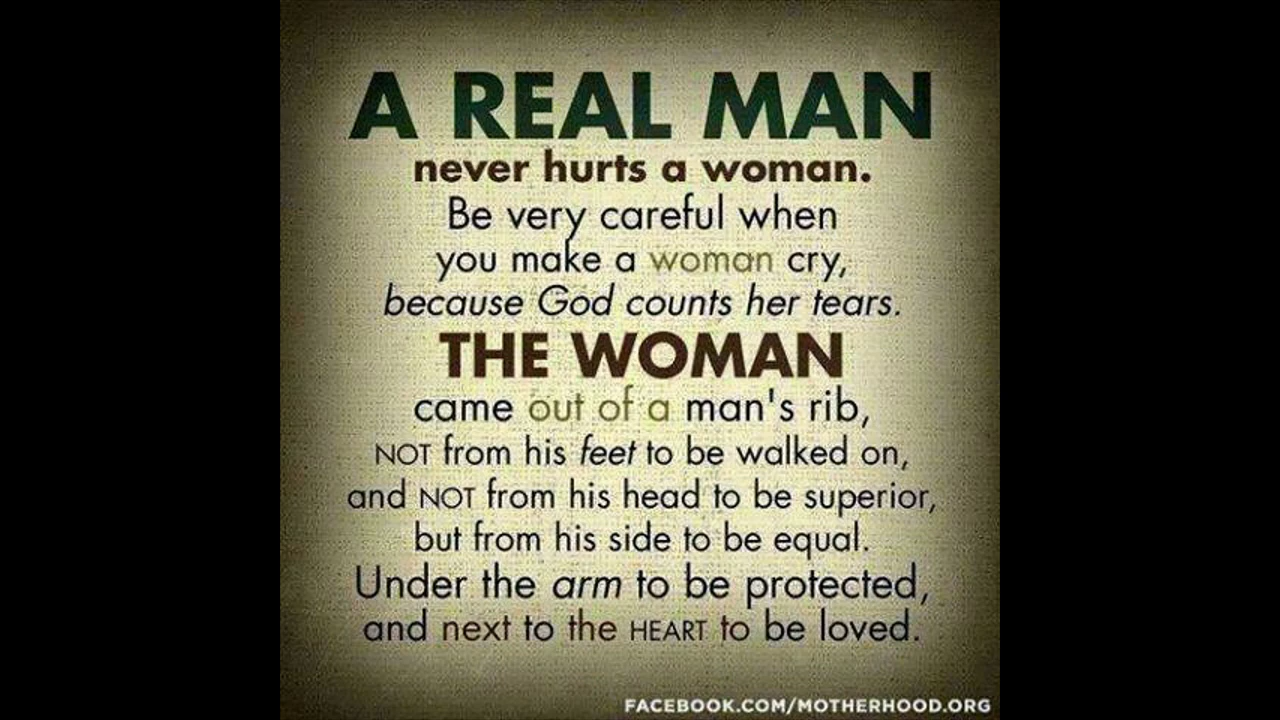 A REAL MAN
never hurts a woman.
Be very careful when
you make a woman cry,
because God counts her tears.
THE WOMAN
came out of a man's rib,
NOT from his feet to be walked on,
and NOT from his head to be superior,
but from his side to be equal.
Under the arm to be protected,
and next to the HEART to be loved.
FACEBOOK.COM/MOTHERHOOD.ORG